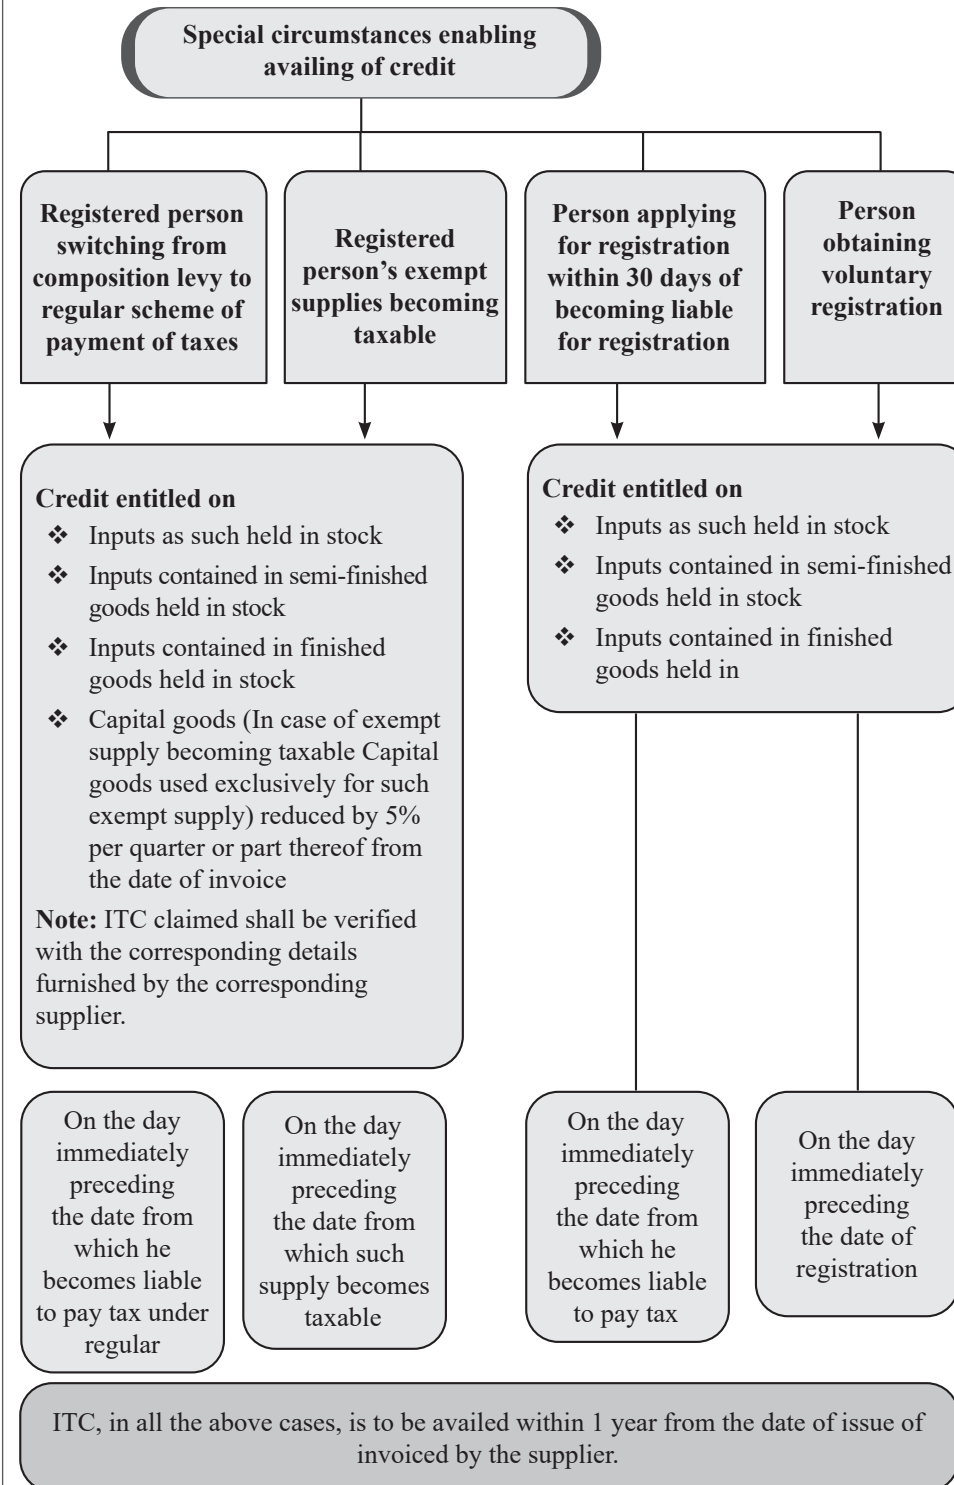 Special circumstances enabling
availing of credit
Registered person
switching from
composition levy to
regular scheme of
payment of taxes
Registered
person’s exempt
supplies becoming
taxable
Person applying
for registration
within 30 days of
becoming liable
for registration
Person
obtaining
voluntary
registration
Credit entitled on
❖ Inputs as such held in stock
❖ Inputs contained in semi-finished
goods held in stock
❖ Inputs contained in finished
goods held in stock
❖ Capital goods (In case of exempt
supply becoming taxable Capital
goods used exclusively for such
exempt supply) reduced by 5%
per quarter or part thereof from
the date of invoice
Note: ITC claimed shall be verified
with the corresponding details
furnished by the corresponding
supplier.
Credit entitled on
❖ Inputs as such held in stock
❖ Inputs contained in semi-finished
goods held in stock
❖ Inputs contained in finished
goods held in
On the day
immediately
preceding
the date from
which he
becomes liable
to pay tax under
regular
On the day
immediately
preceding
the date from
which such
supply becomes
taxable
On the day
immediately
preceding
the date from
which he
becomes liable
to pay tax
On the day
immediately
preceding
the date of
registration
ITC, in all the above cases, is to be availed within 1 year from the date of issue of
invoiced by the supplier.